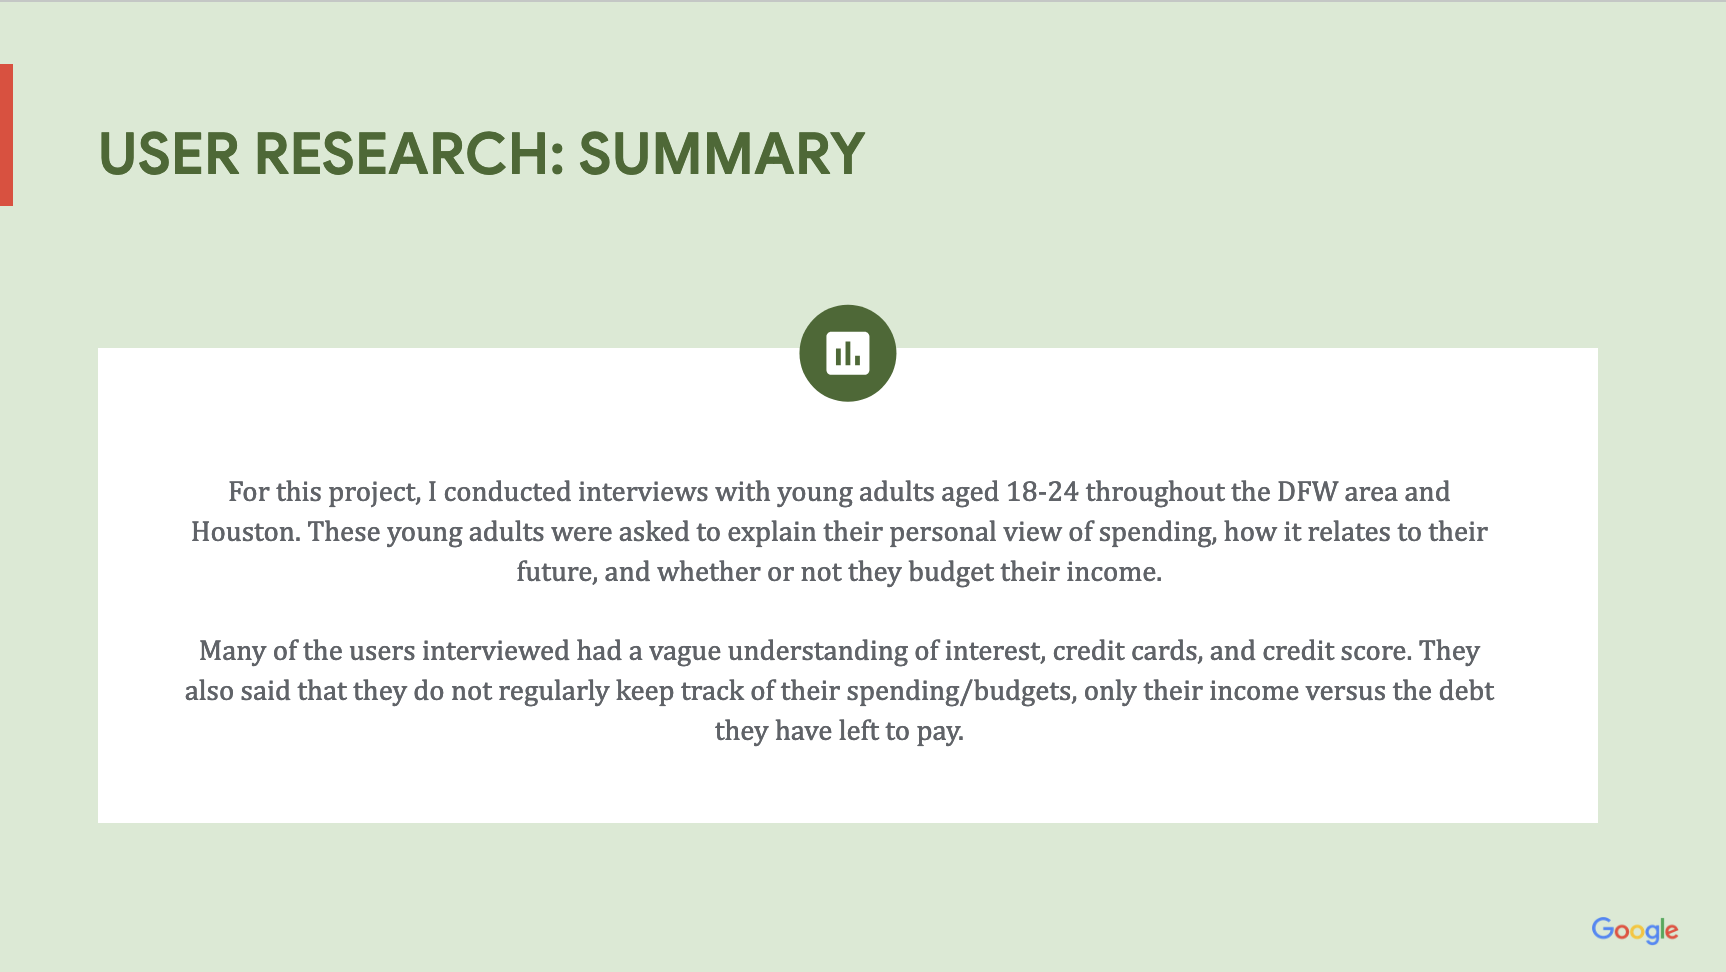 USER RESEARCH: SUMMARY
For this project, I conducted interviews with young adults aged 18-24 throughout the DFW area and
Houston. These young adults were asked to explain their personal view of spending, how it relates to their
future, and whether or not they budget their income.
Many of the users interviewed had a vague understanding of interest, credit cards, and credit score. They
also said that they do not regularly keep track of their spending/budgets, only their income versus the debt
they have left to pay.
Google